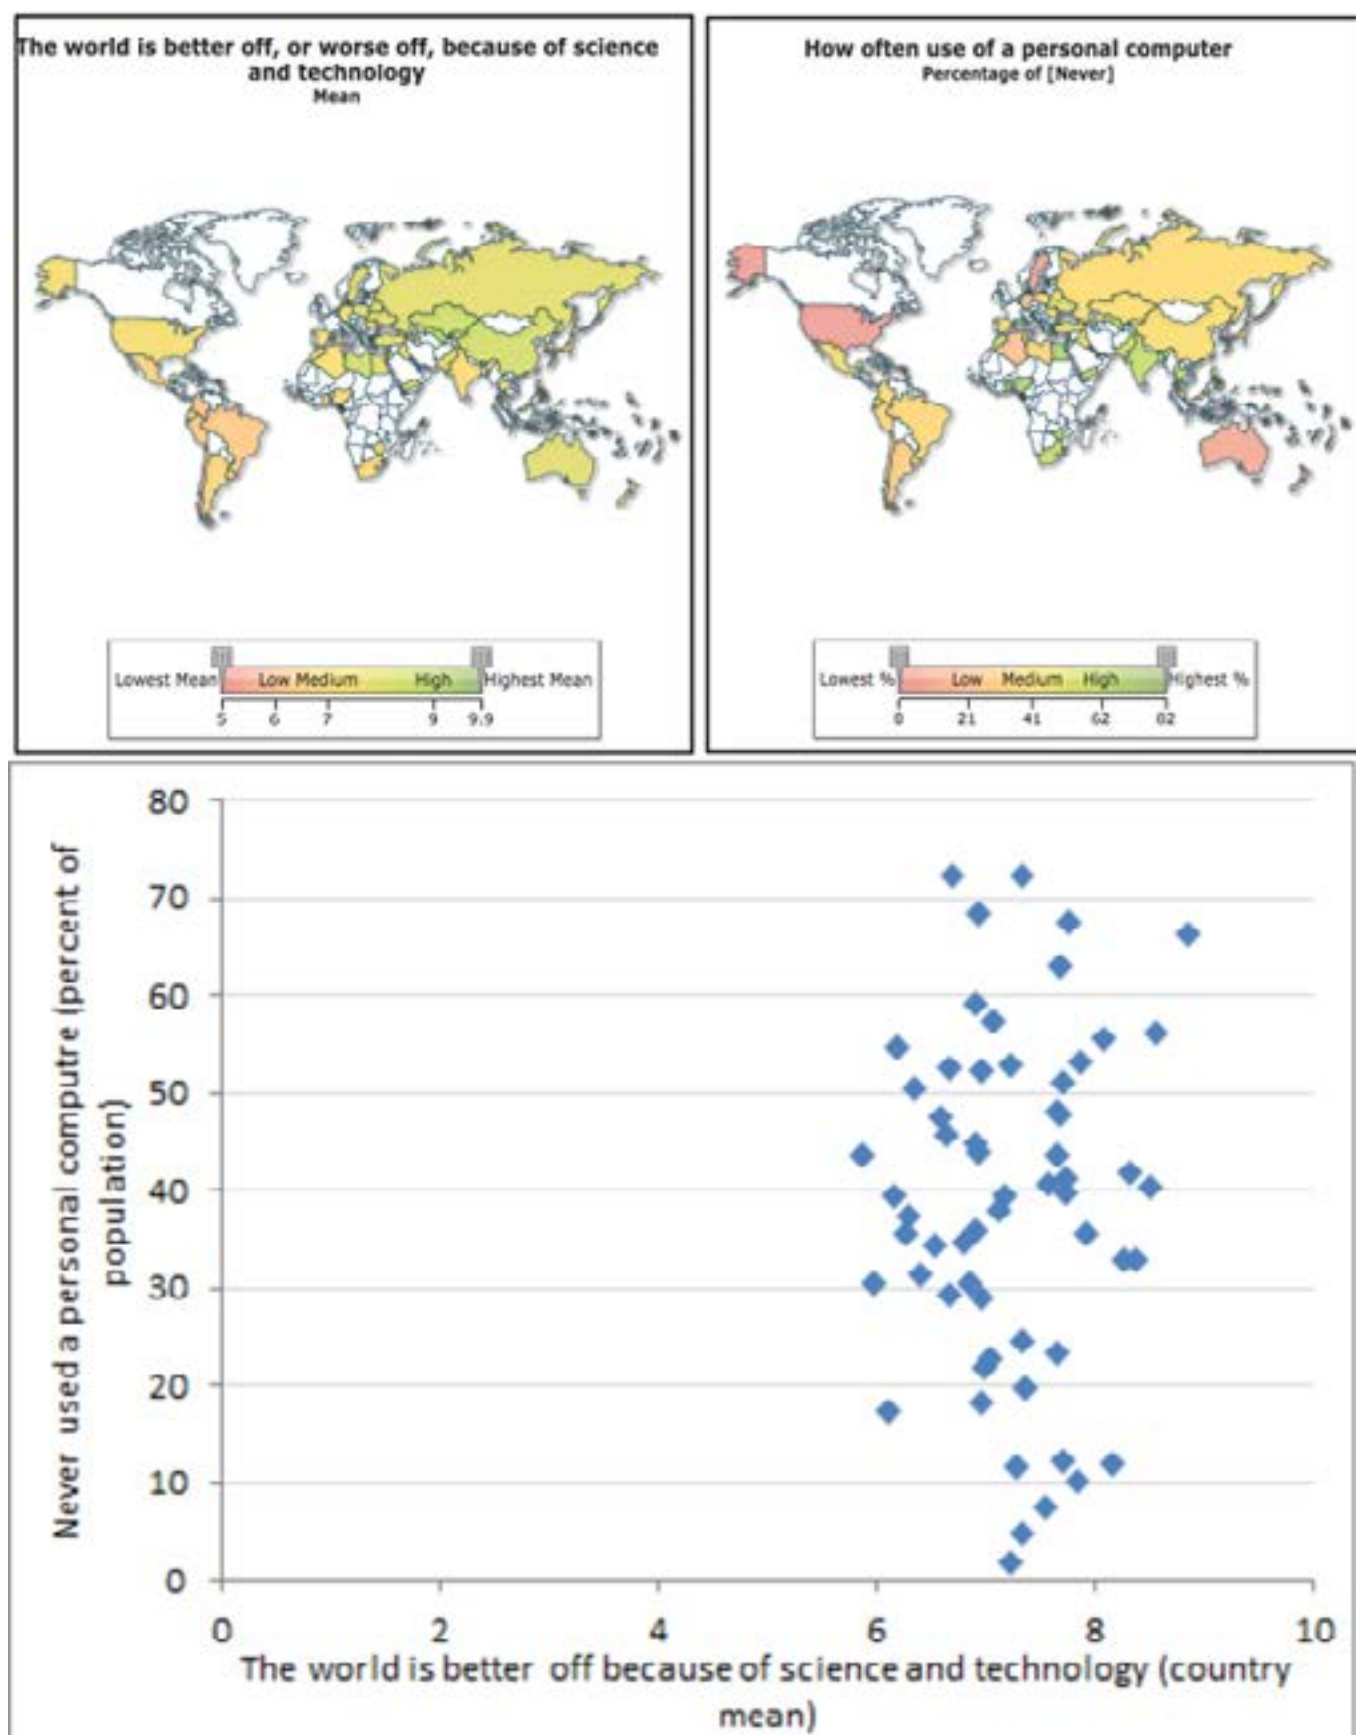 The world is better off, or worse off, because of science
and technology
Mean
Lowest Mean Low Medium High Highest Mean
5 6 7 9 9.9
How often use of a personal computer
Percentage of [Never]
Lowest % Low Medium High Highest %
0 21 41 62 82
Never used a personal computre (percent of
population)
80
70
60
50
40
30
20
10
0
0 2 4 6 8 10
The world is better off because of science and technology (country
mean)